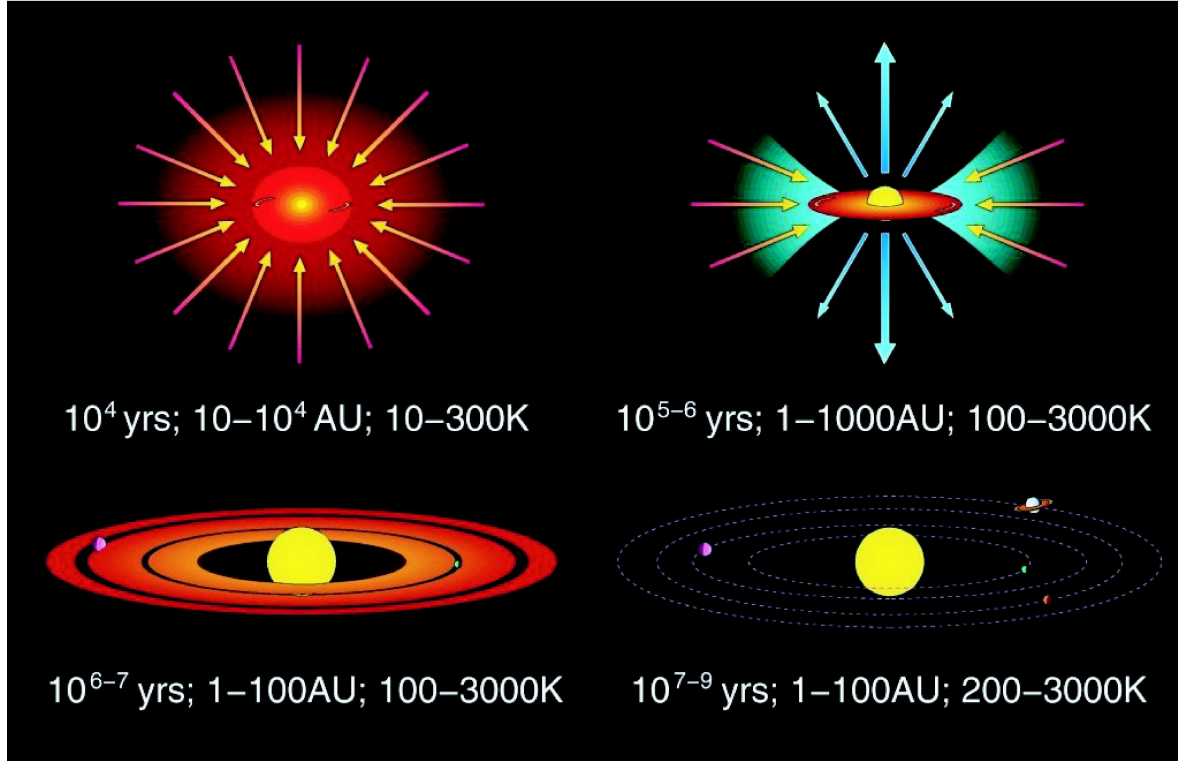 10⁴ yrs; 10−10⁴ AU; 10−300K
10⁵⁻⁶ yrs; 1−1000AU; 100−3000K
10⁶⁻⁷ yrs; 1−100AU; 100−3000K
10⁷⁻⁹ yrs; 1−100AU; 200−3000K